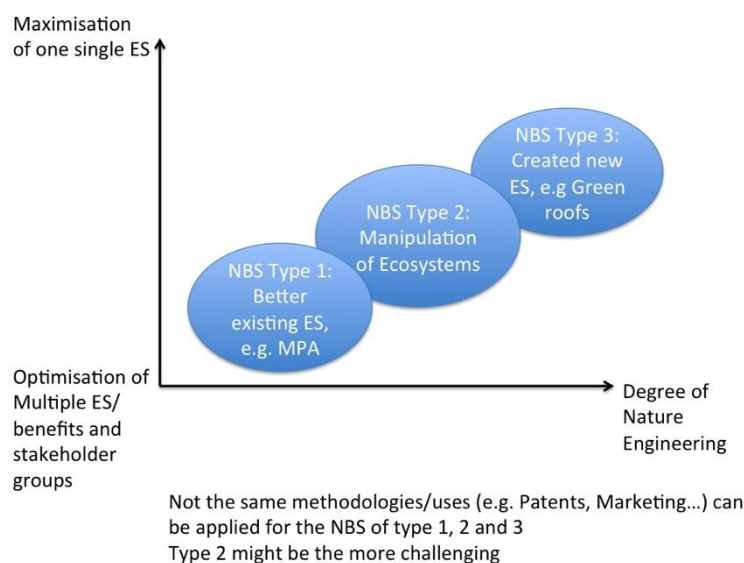 Maximisation
of one single ES
NBS Type 3:
Created new
ES, e.g Green
roofs
NBS Type 2:
Manipulation
of Ecosystems
NBS Type 1:
Better
existing ES,
e.g. MPA
Optimisation of
Multiple ES/
benefits and
stakeholder
groups
Degree of
Nature
Engineering
Not the same methodologies/uses (e.g. Patents, Marketing...) can
be applied for the NBS of type 1, 2 and 3
Type 2 might be the more challenging